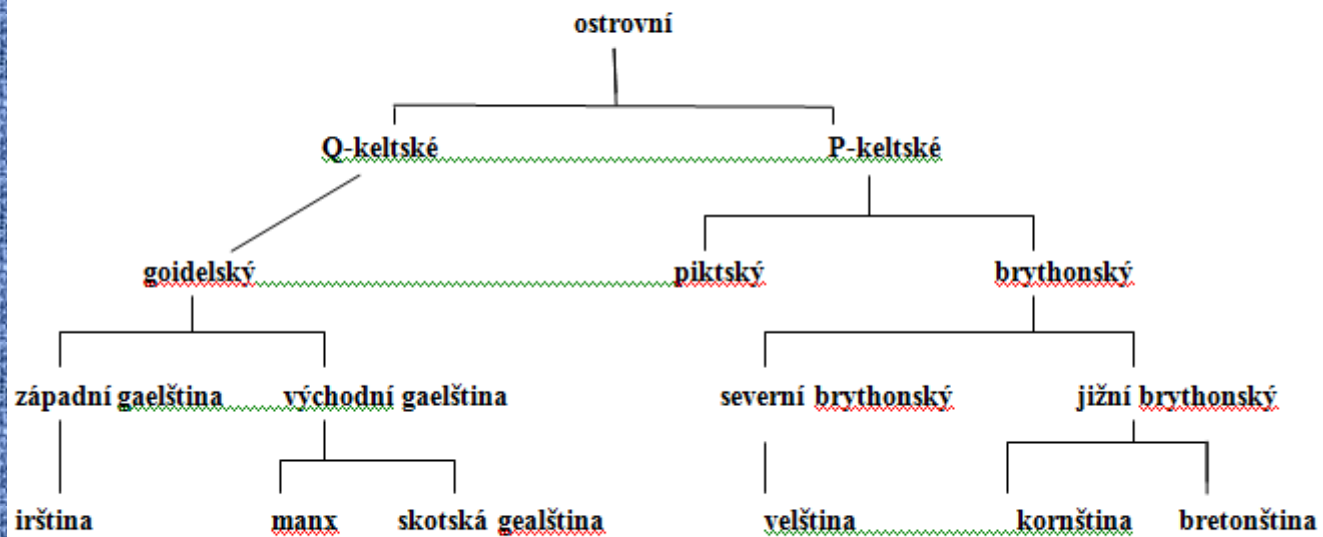 ostrovní
Q-keltské P-keltské
goidelský piktský brythonský
západní gaelština východní gaelština severní brythonský jižní brythonský
irština manx skotská gealština velština kornština bretonština